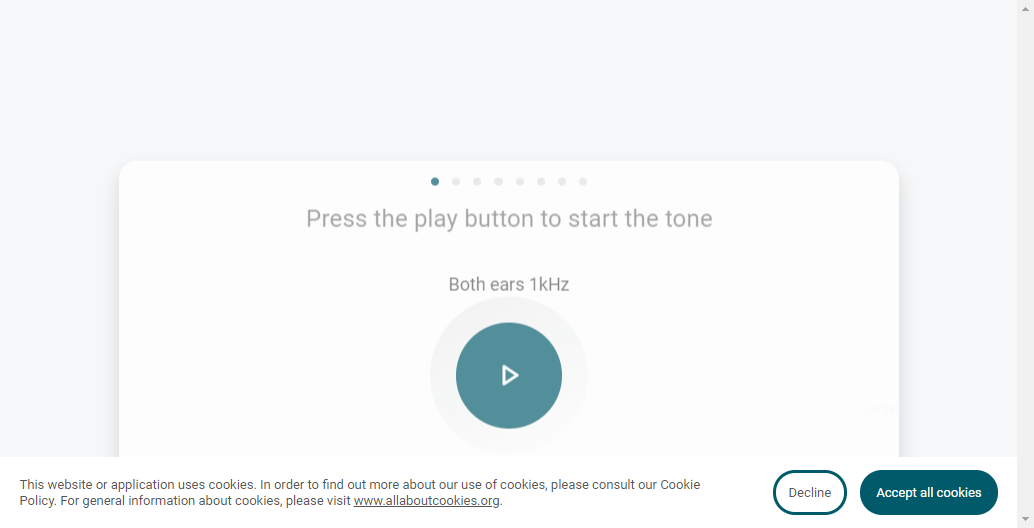 Press the play button to start the tone
Both ears 1kHz
This website or application uses cookies. In order to find out more about our use of cookies, please consult our Cookie
Policy. For general information about cookies, please visit www.allaboutcookies.org.
Decline
Accept all cookies